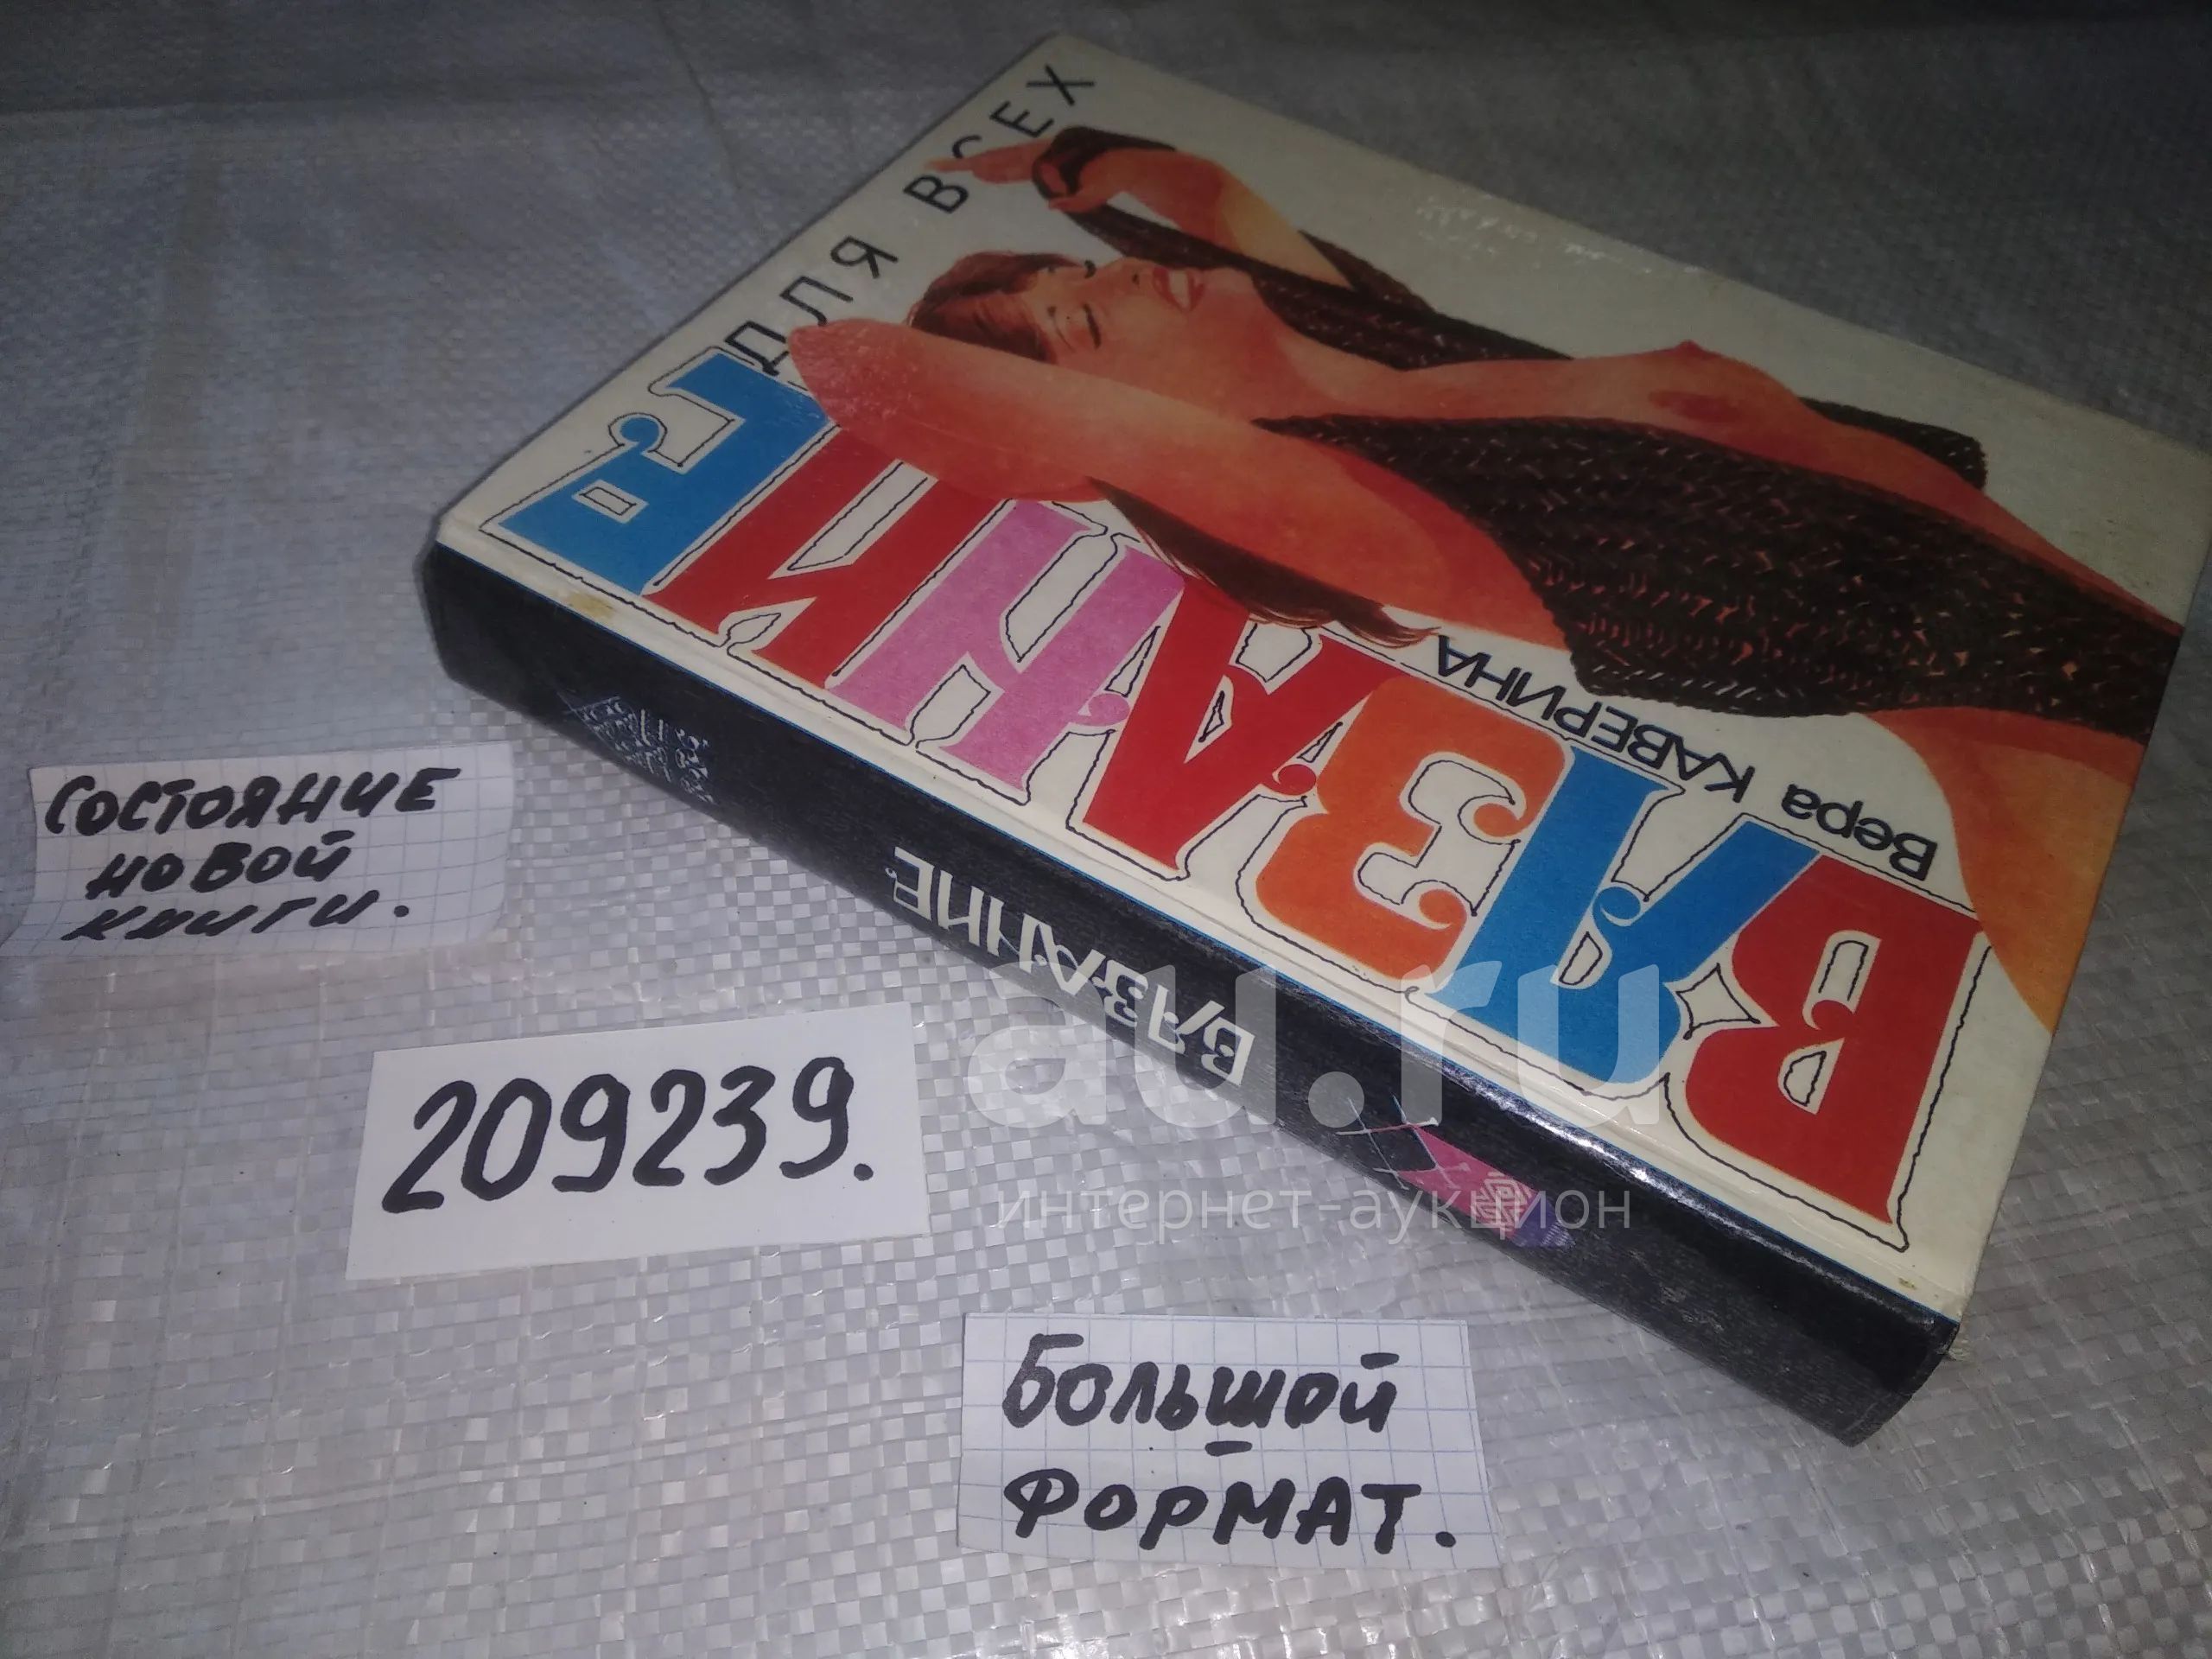 Вера КАВЕРИНА
ВЯЗАНИЕ
ДЛЯ ВСЕХ
ВЯЗАНИЕ
СОСТОЯНИЕ
НОВОЙ
КНИГИ.
209239.
БОЛЬШОЙ
ФОРМАТ.
au.ru
интернет-аукцион